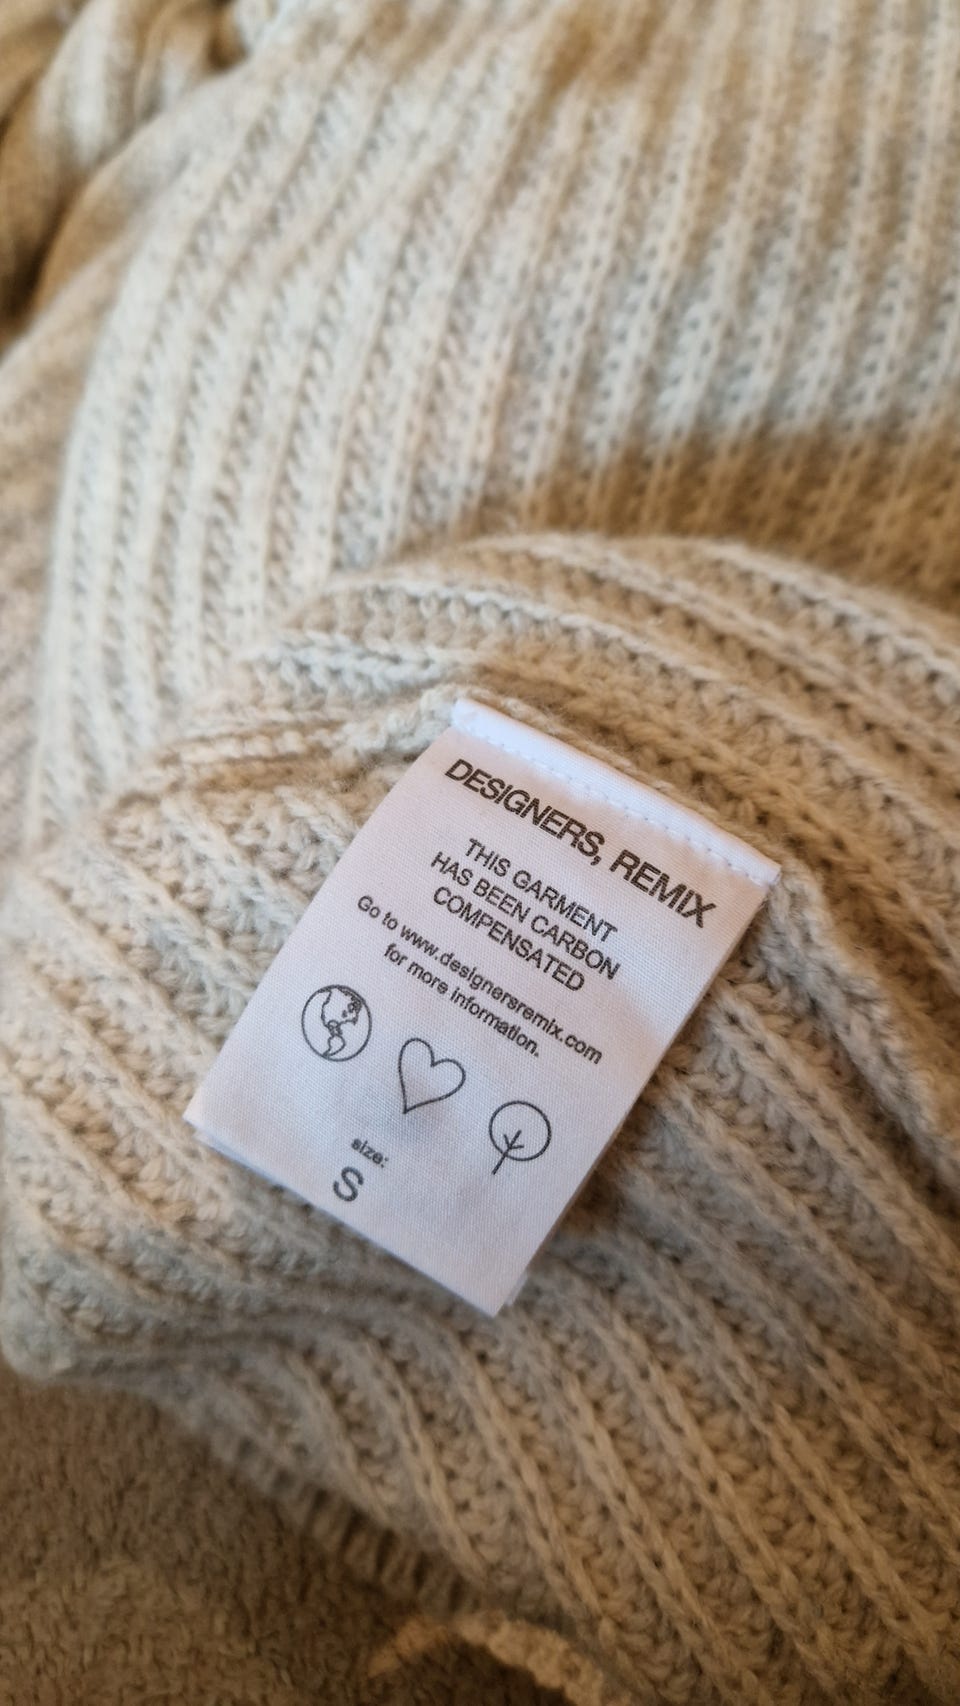 DESIGNERS, REMIX
THIS GARMENT
HAS BEEN CARBON
COMPENSATED
Go to www.designersremix.com
for more information.
size:
S